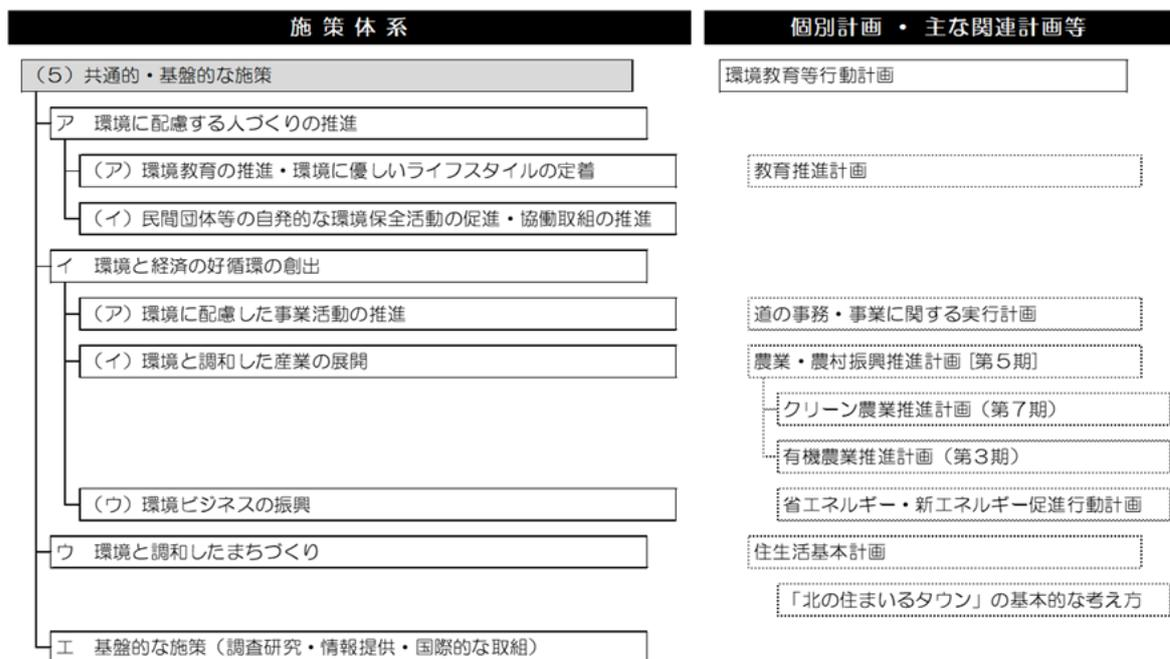 施策体系
個別計画 ・ 主な関連計画等
（5）共通的・基盤的な施策
環境教育等行動計画
ア 環境に配慮する人づくりの推進
（ア）環境教育の推進・環境に優しいライフスタイルの定着
教育推進計画
（イ）民間団体等の自発的な環境保全活動の促進・協働取組の推進
イ 環境と経済の好循環の創出
（ア）環境に配慮した事業活動の推進
道の事務・事業に関する実行計画
（イ）環境と調和した産業の展開
農業・農村振興推進計画［第５期］
クリーン農業推進計画（第７期）
有機農業推進計画（第３期）
（ウ）環境ビジネスの振興
省エネルギー・新エネルギー促進行動計画
ウ 環境と調和したまちづくり
住生活基本計画
「北の住まいるタウン」の基本的な考え方
エ 基盤的な施策（調査研究・情報提供・国際的な取組）